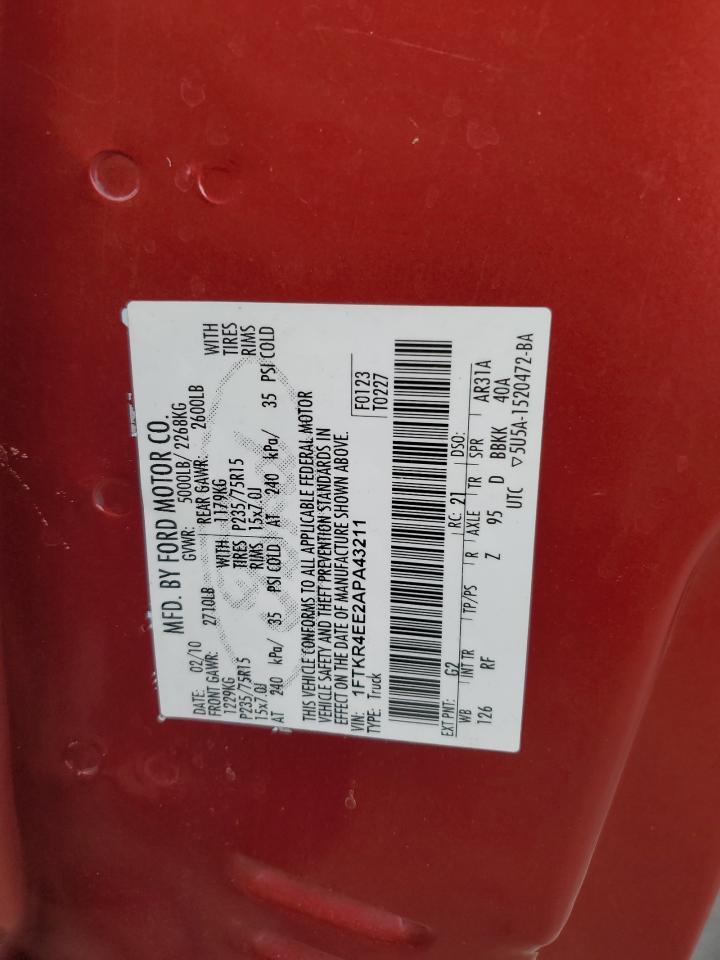 MFD. BY FORD MOTOR CO.
DATE: 02/10 GVWR: 5000LB/ 2268KG
FRONT GAWR: 2710LB REAR GAWR: 2600LB
1229KG WITH 1179KG WITH
P235/75R15 TIRES P235/75R15 TIRES
15x7.0J RIMS 15x7.0J RIMS
AT 240 kPa/ 35 PSI COLD AT 240 kPa/ 35 PSI COLD
THIS VEHICLE CONFORMS TO ALL APPLICABLE FEDERAL MOTOR
VEHICLE SAFETY AND THEFT PREVENTION STANDARDS IN
EFFECT ON THE DATE OF MANUFACTURE SHOWN ABOVE.
VIN: 1FTKR4EE2APA43211 F0123
TYPE: Truck T0227
EXT PNT: G2 RC: 21 DSO:
WB INT TR TP/PS R AXLE TR SPR AR31A
126 RF Z 95 D BBKK 40A
UTC ▽5U5A-1520472-BA